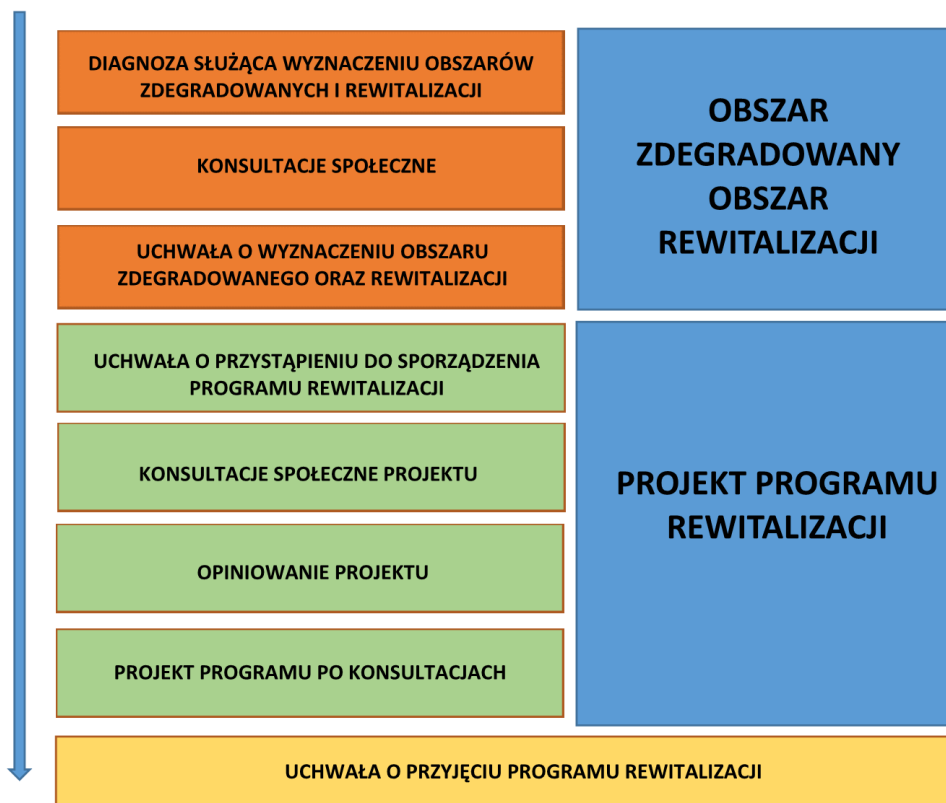 DIAGNOZA SŁUŻĄCA WYZNACZENIU OBSZARÓW
ZDEGRADOWANYCH I REWITALIZACJI
KONSULTACJE SPOŁECZNE
UCHWAŁA O WYZNACZENIU OBSZARU
ZDEGRADOWANEGO ORAZ REWITALIZACJI
OBSZAR
ZDEGRADOWANY
OBSZAR
REWITALIZACJI
UCHWAŁA O PRZYSTĄPIENIU DO SPORZĄDZENIA
PROGRAMU REWITALIZACJI
KONSULTACJE SPOŁECZNE PROJEKTU
OPINIOWANIE PROJEKTU
PROJEKT PROGRAMU PO KONSULTACJACH
PROJEKT PROGRAMU
REWITALIZACJI
UCHWAŁA O PRZYJĘCIU PROGRAMU REWITALIZACJI